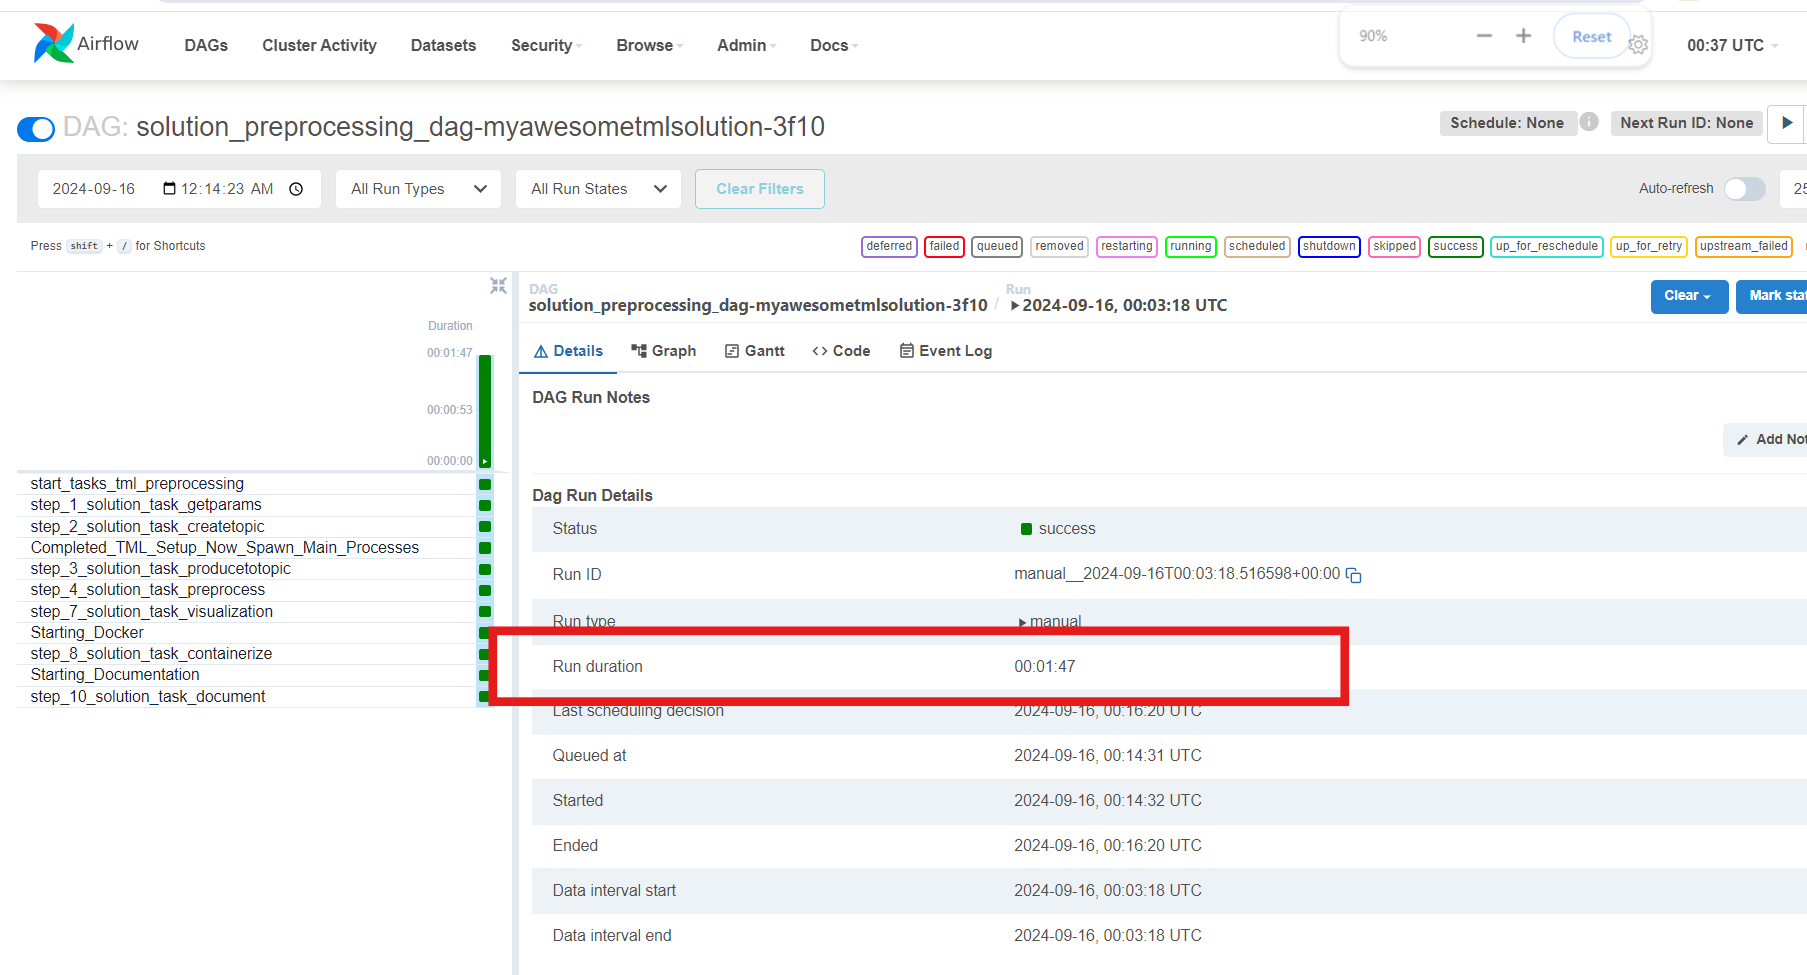 Airflow DAGs Cluster Activity Datasets Security Browse Admin Docs 90% Reset 00:37 UTC
DAG: solution_preprocessing_dag-myawesometmlsolution-3f10 Schedule: None Next Run ID: None
2024-09-16 12:14:23 AM All Run Types All Run States Clear Filters Auto-refresh 25
Press shift + / for Shortcuts deferred failed queued removed restarting running scheduled shutdown skipped success up_for_reschedule up_for_retry upstream_failed
DAG Run
solution_preprocessing_dag-myawesometmlsolution-3f10 / 2024-09-16, 00:03:18 UTC Clear Mark stat
Duration
00:01:47
00:00:53
00:00:00
start_tasks_tml_preprocessing
step_1_solution_task_getparams
step_2_solution_task_createtopic
Completed_TML_Setup_Now_Spawn_Main_Processes
step_3_solution_task_producetotopic
step_4_solution_task_preprocess
step_7_solution_task_visualization
Starting_Docker
step_8_solution_task_containerize
Starting_Documentation
step_10_solution_task_document
Details Graph Gantt Code Event Log
DAG Run Notes
Add Not
Dag Run Details
Status success
Run ID manual__2024-09-16T00:03:18.516598+00:00
Run type manual
Run duration 00:01:47
Last scheduling decision 2024-09-16, 00:16:20 UTC
Queued at 2024-09-16, 00:14:31 UTC
Started 2024-09-16, 00:14:32 UTC
Ended 2024-09-16, 00:16:20 UTC
Data interval start 2024-09-16, 00:03:18 UTC
Data interval end 2024-09-16, 00:03:18 UTC